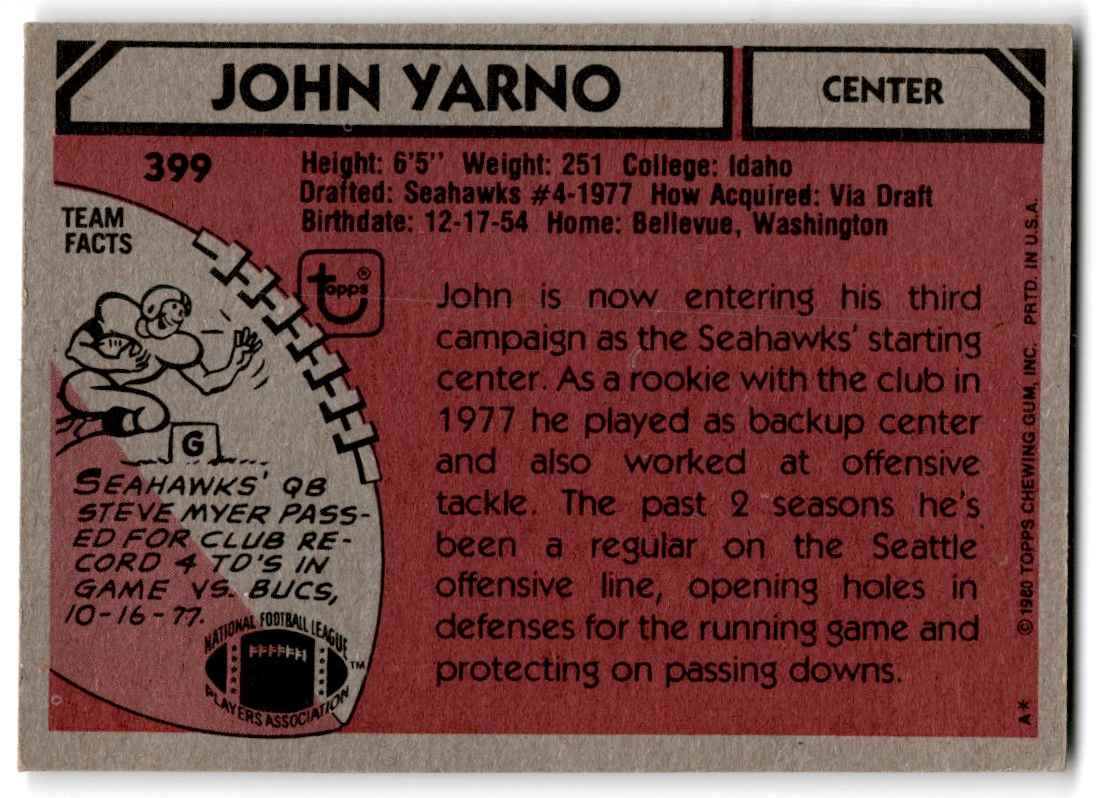 JOHN YARNO
CENTER
399
Height: 6'5" Weight: 251 College: Idaho
Drafted: Seahawks #4-1977 How Acquired: Via Draft
Birthdate: 12-17-54 Home: Bellevue, Washington
TEAM
FACTS
Topps®
G
SEAHAWKS' QB
STEVE MYER PASS-
ED FOR CLUB RE-
CORD 4 TD'S IN
GAME VS. BUCS,
10-16-77.
NATIONAL FOOTBALL LEAGUE
PLAYERS ASSOCIATION
TM
John is now entering his third
campaign as the Seahawks' starting
center. As a rookie with the club in
1977 he played as backup center
and also worked at offensive
tackle. The past 2 seasons he's
been a regular on the Seattle
offensive line, opening holes in
defenses for the running game and
protecting on passing downs.
© 1980 TOPPS CHEWING GUM, INC. PRTD. IN U.S.A.
A*